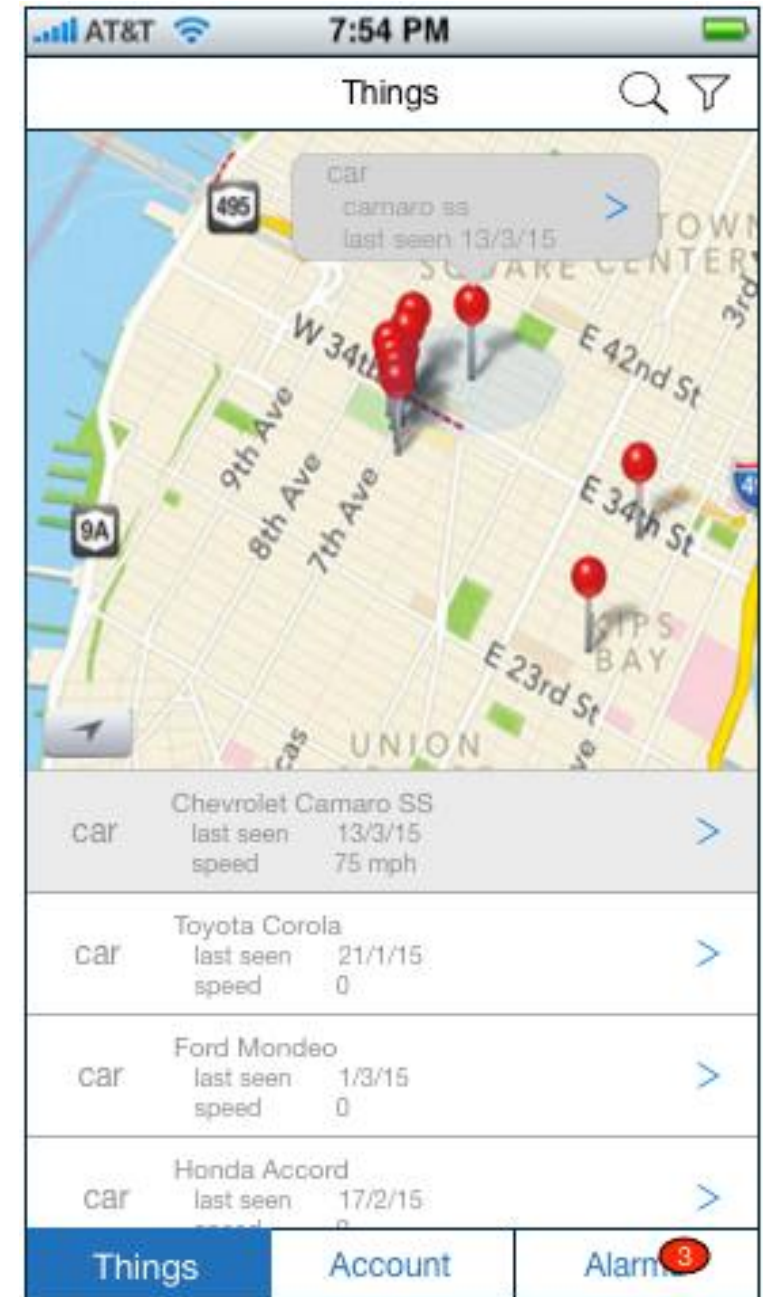 AT&T 7:54 PM
Things
car
camaro ss
last seen 13/3/15
495
TOWN
SQUARE CENTER
3rd
W 34th
E 42nd St
9th Ave
8th Ave
7th Ave
E 34th St
9A
KIPS
BAY
E 23rd St
UNION
Chevrolet Camaro SS
car last seen 13/3/15
speed 75 mph
Toyota Corola
car last seen 21/1/15
speed 0
Ford Mondeo
car last seen 1/3/15
speed 0
Honda Accord
car last seen 17/2/15
Things Account Alarms 3